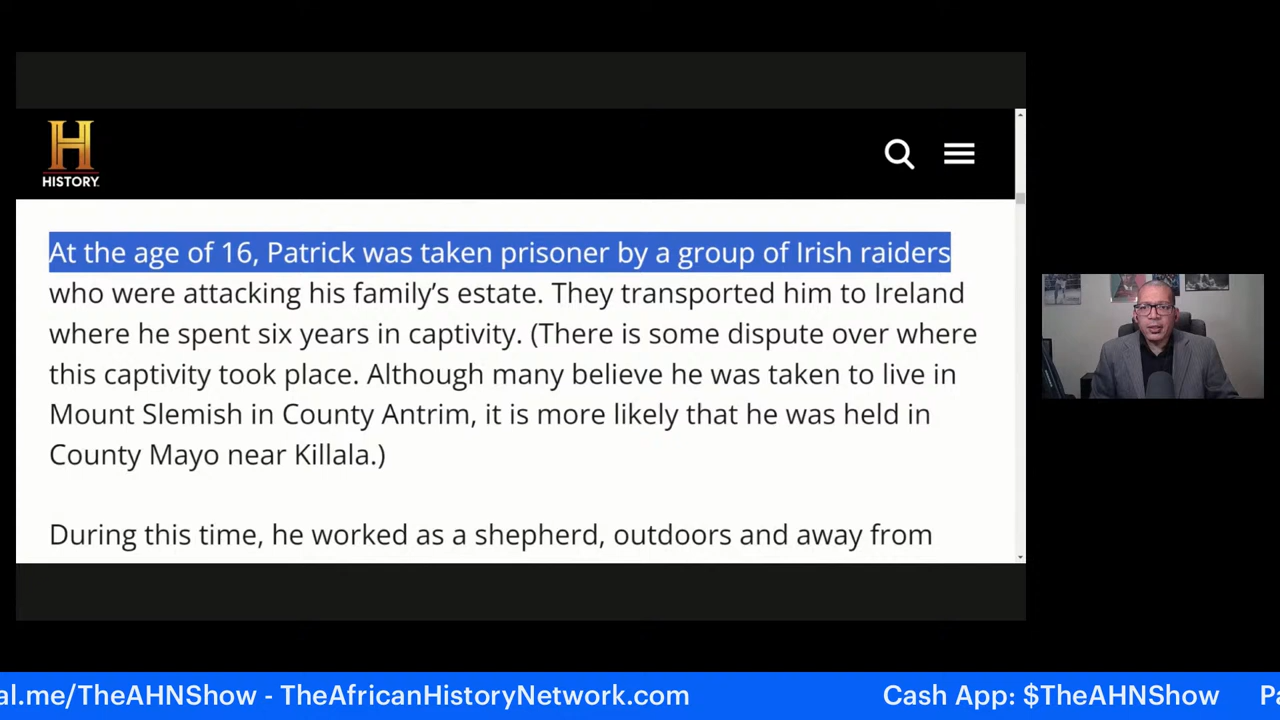 H
HISTORY.
At the age of 16, Patrick was taken prisoner by a group of Irish raiders
who were attacking his family’s estate. They transported him to Ireland
where he spent six years in captivity. (There is some dispute over where
this captivity took place. Although many believe he was taken to live in
Mount Slemish in County Antrim, it is more likely that he was held in
County Mayo near Killala.)
During this time, he worked as a shepherd, outdoors and away from
al.me/TheAHNShow - TheAfricanHistoryNetwork.com Cash App: $TheAHNShow Pa